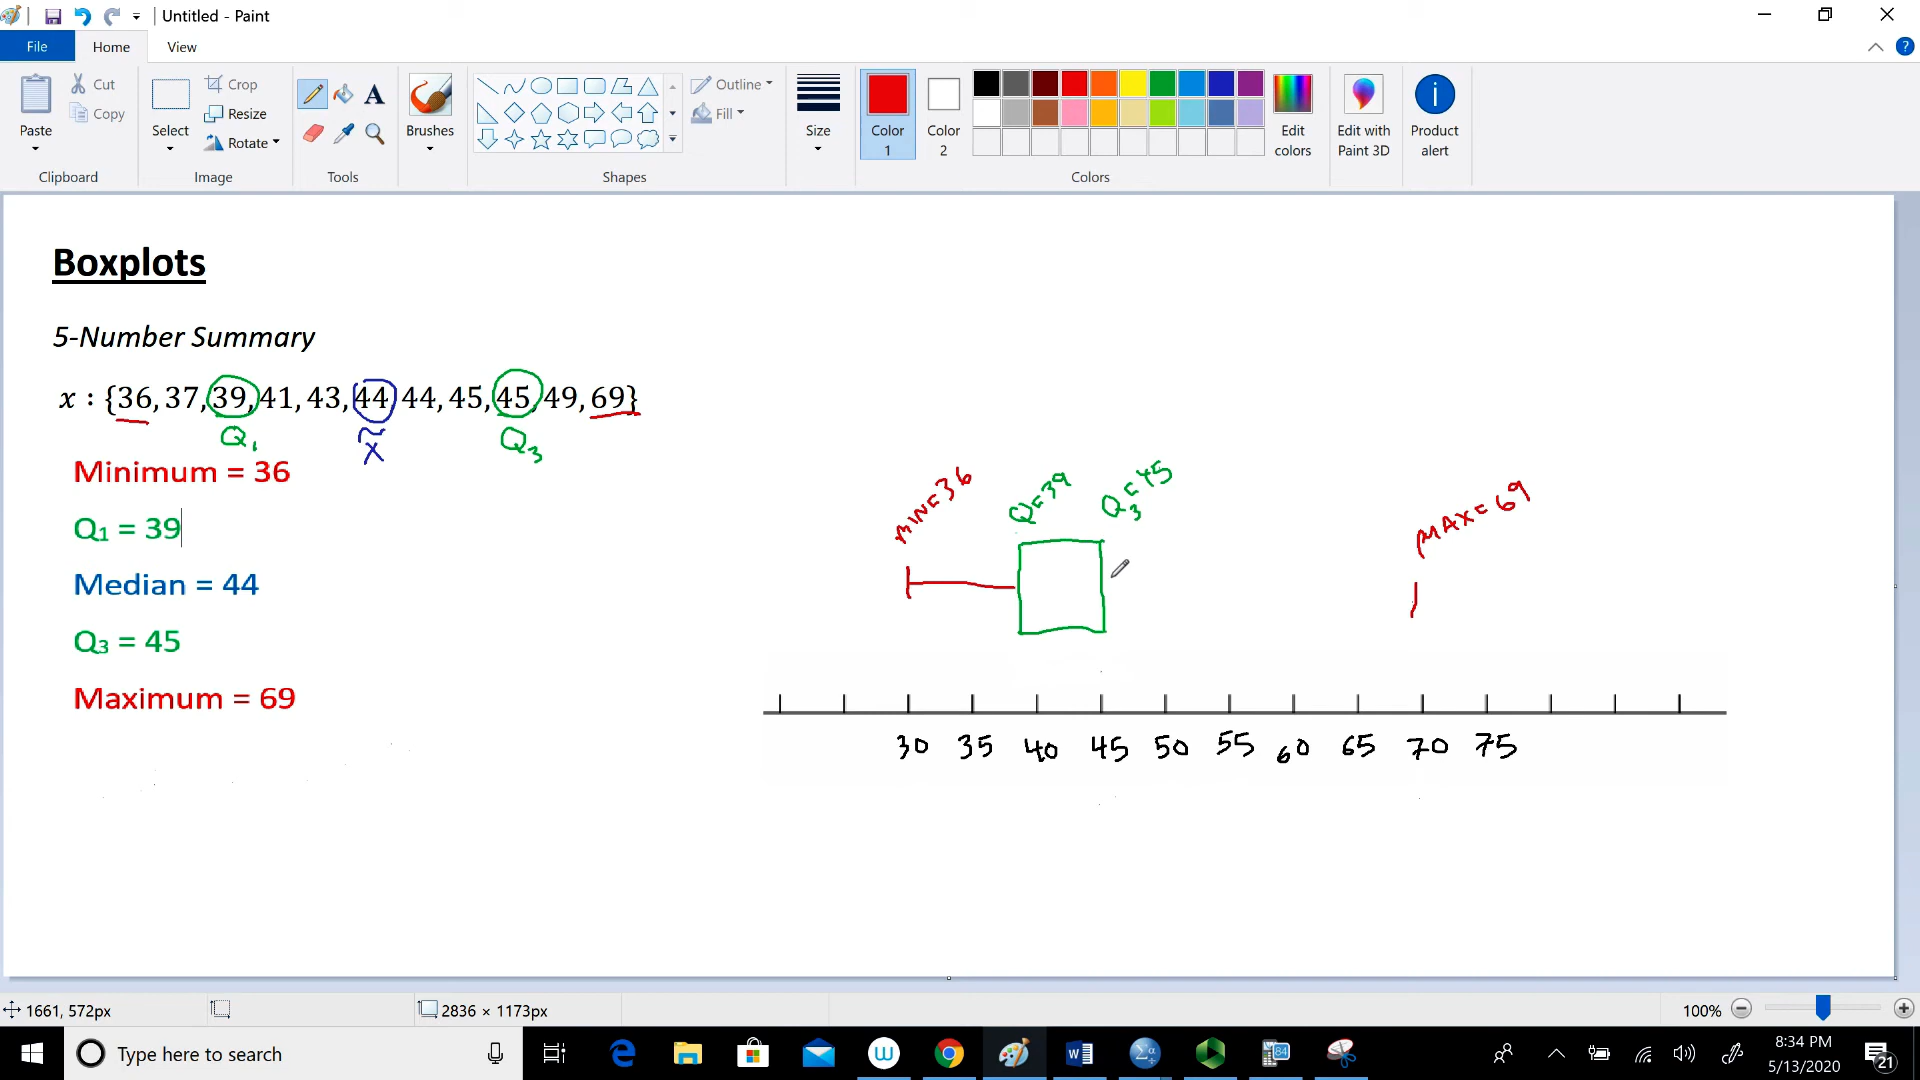 Untitled - Paint
File Home View
Paste Cut Copy Clipboard
Select Crop Resize Rotate Image
Tools
Brushes
Shapes Outline Fill
Size
Color 1 Color 2 Edit colors Colors
Edit with Paint 3D
Product alert
Boxplots
5-Number Summary
x : {36, 37, 39, 41, 43, 44, 44, 45, 45, 49, 69}
Q1 x̃ Q3
Minimum = 36
Q1 = 39
Median = 44
Q3 = 45
Maximum = 69
MIN=36 Q=39 Q3=45 MAX=69
30 35 40 45 50 55 60 65 70 75
1661, 572px 2836 × 1173px 100%
Type here to search
84
8:34 PM
5/13/2020
21